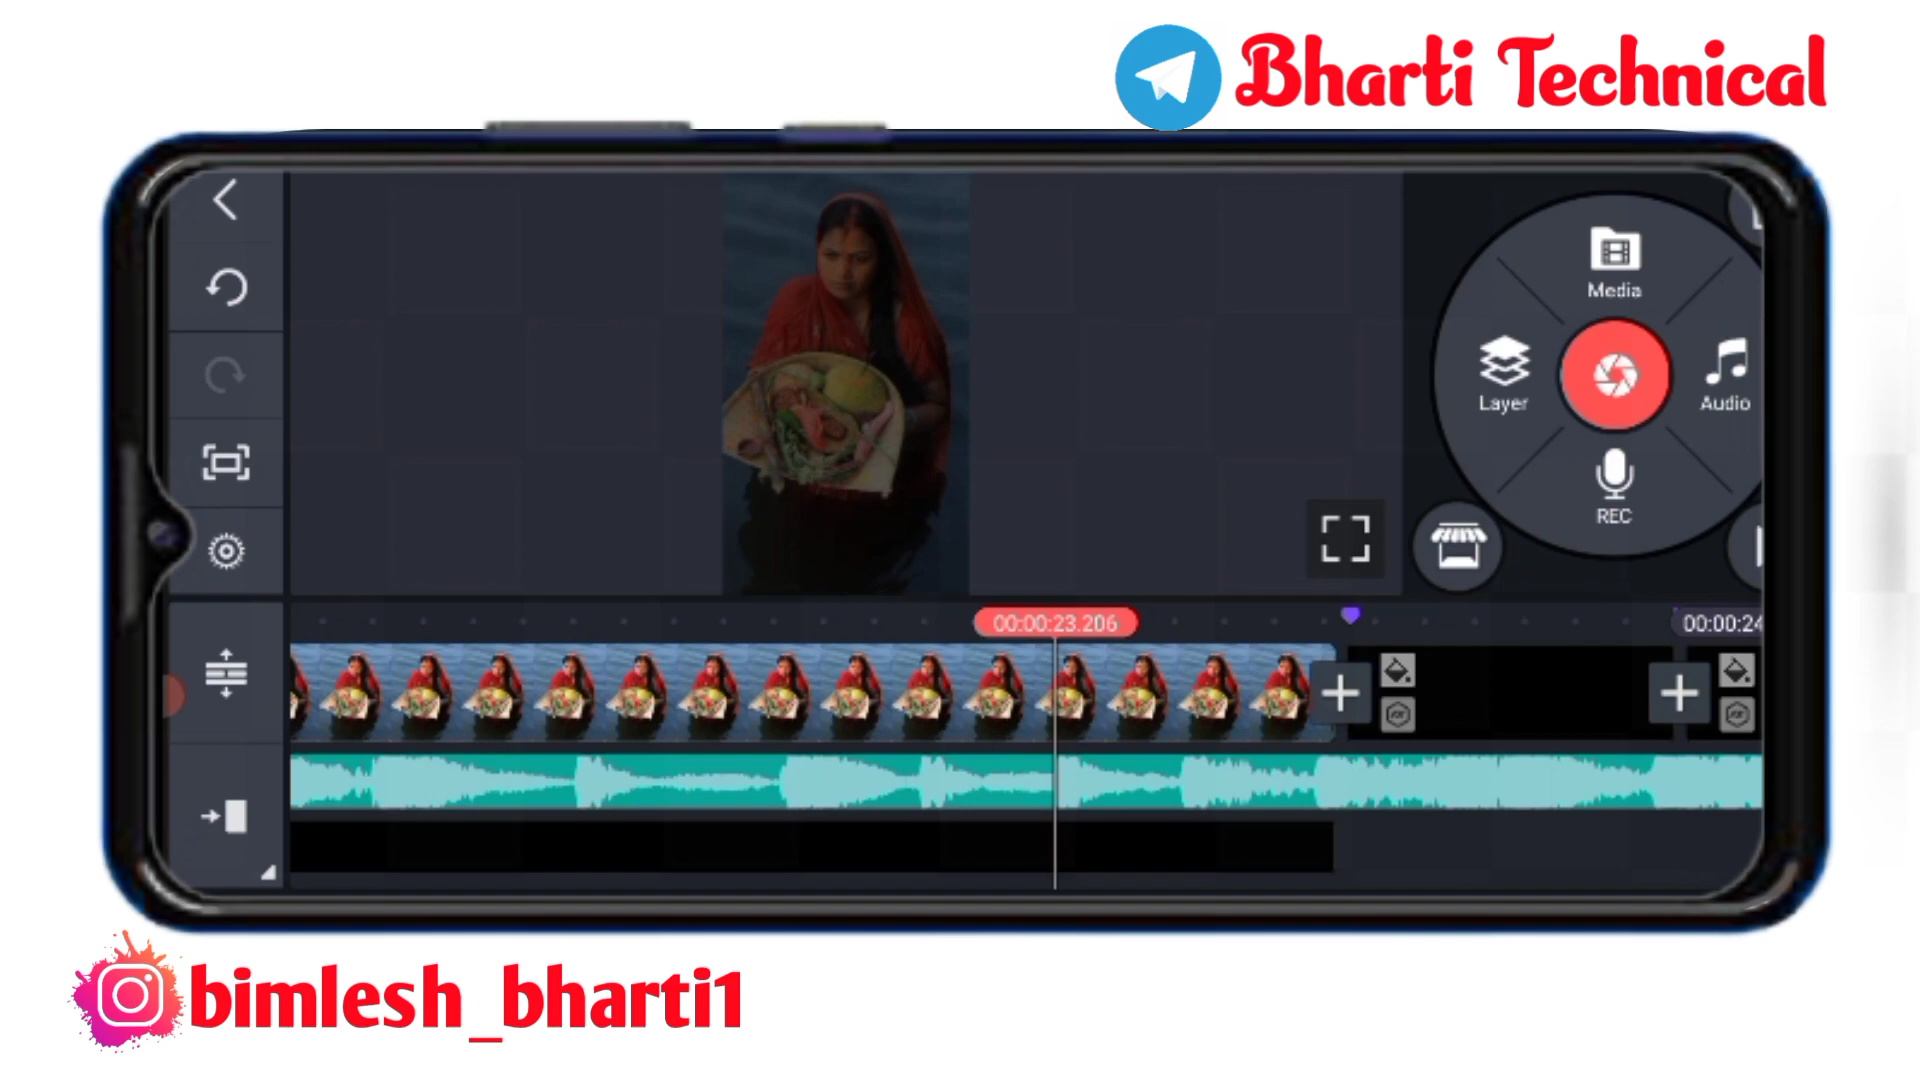 Bharti Technical
Media
Layer
Audio
REC
00:00:23.206
00:00:24
bimlesh_bharti1